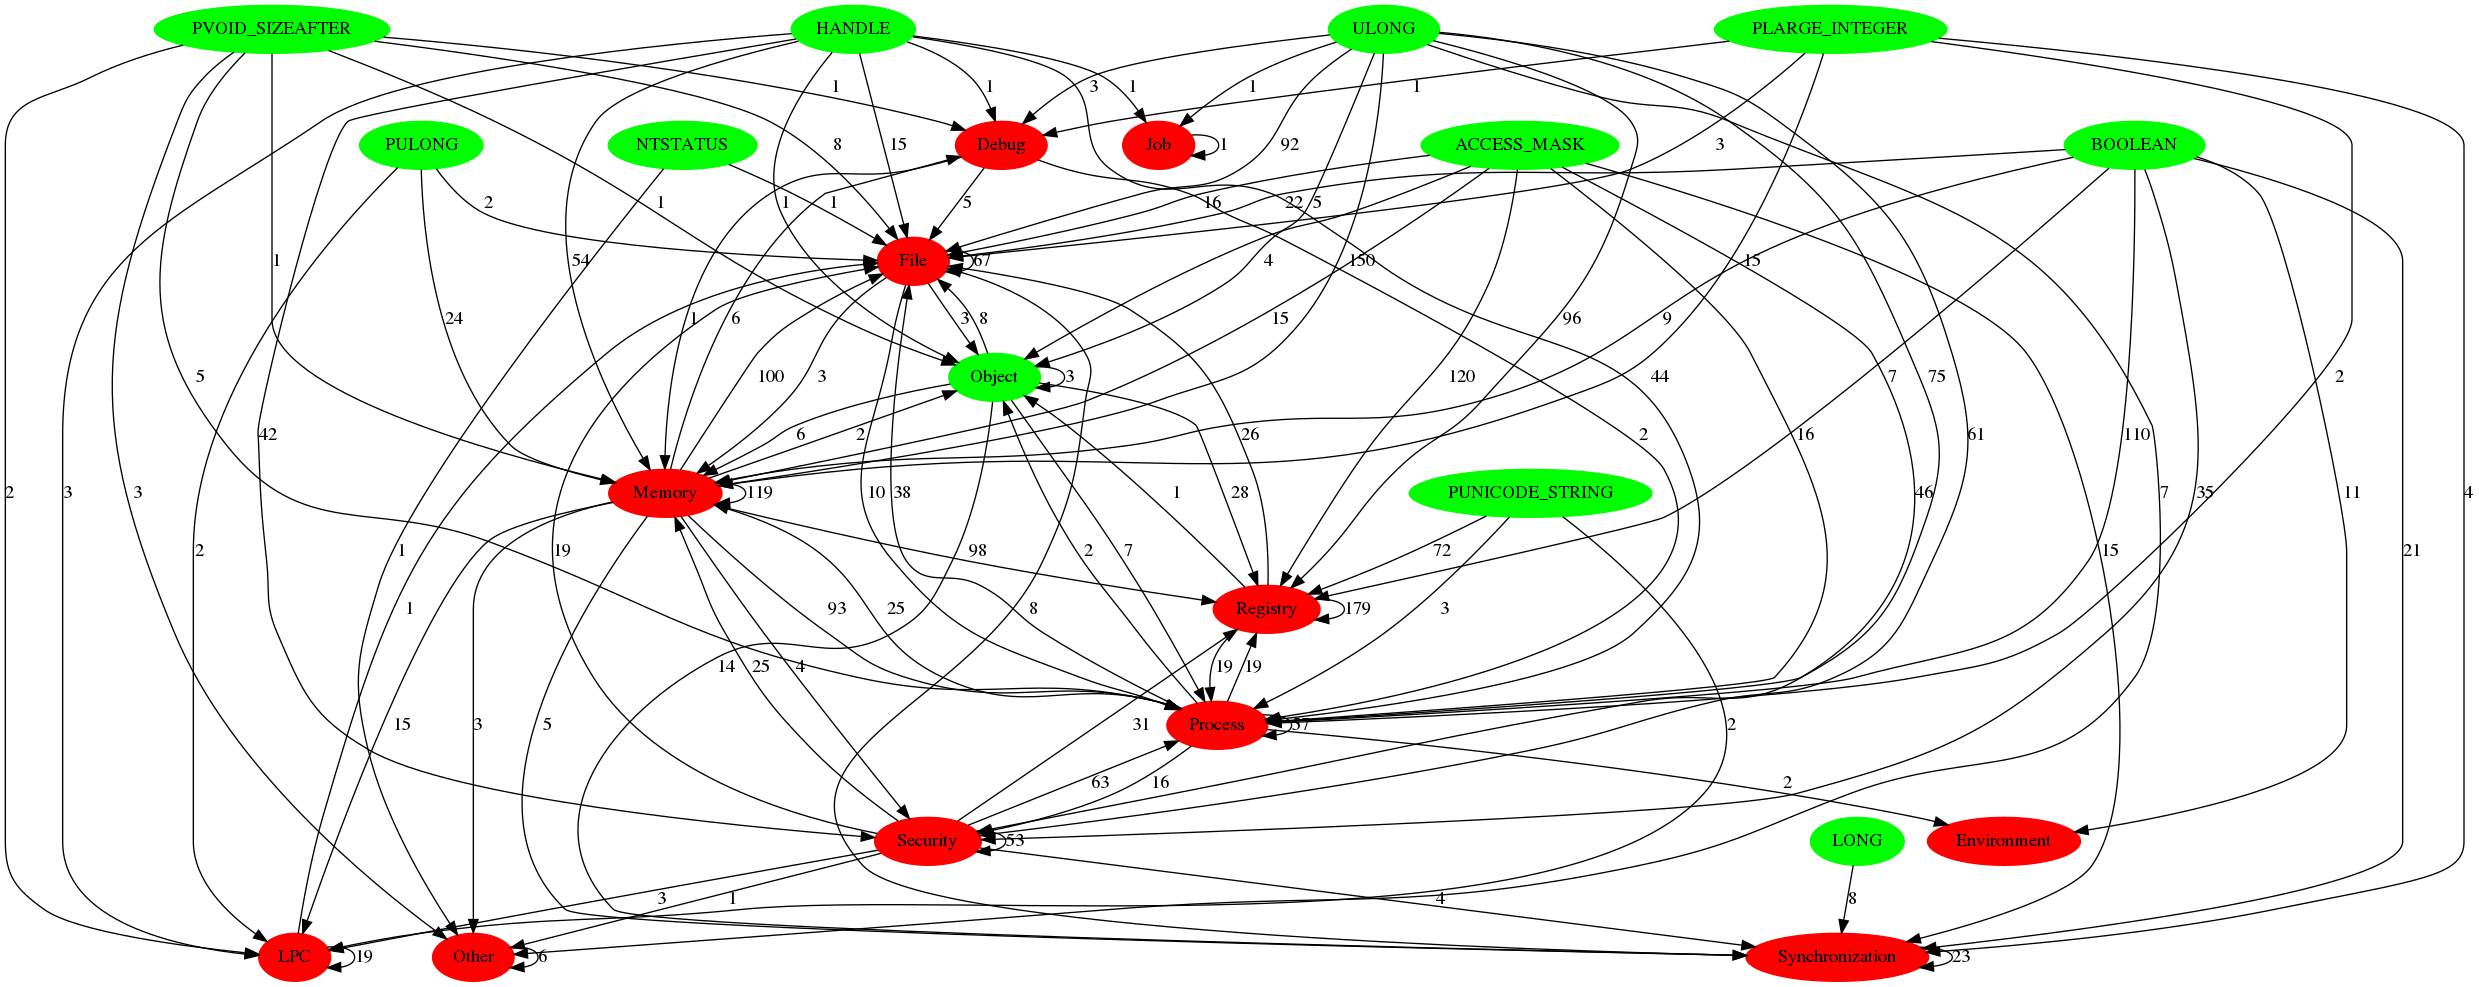 PVOID_SIZEAFTER HANDLE ULONG PLARGE_INTEGER
1 1 1 3 1 1
PULONG NTSTATUS Debug Job 1 ACCESS_MASK BOOLEAN
8 15 92 3
2 1 1 1 5 16 22 5
1 54 File 67 4 150 15
24 6 1 100 3 3 8 15 96 9
5 Object 3 120 44 7 75 2
42 6 2 10 26 16 61
2 3 3 Memory 119 38 28 1 2 PUNICODE_STRING 46 7 35 11 4
2 1 19 98 2 7 72 15 110 21
1 93 25 8 Registry 179 3
14 25 4 19 19
15 3 5 31 Process 37 2
63 16 2
Security 53 LONG Environment
3 1 4 8
LPC 19 Other 6 Synchronization 23